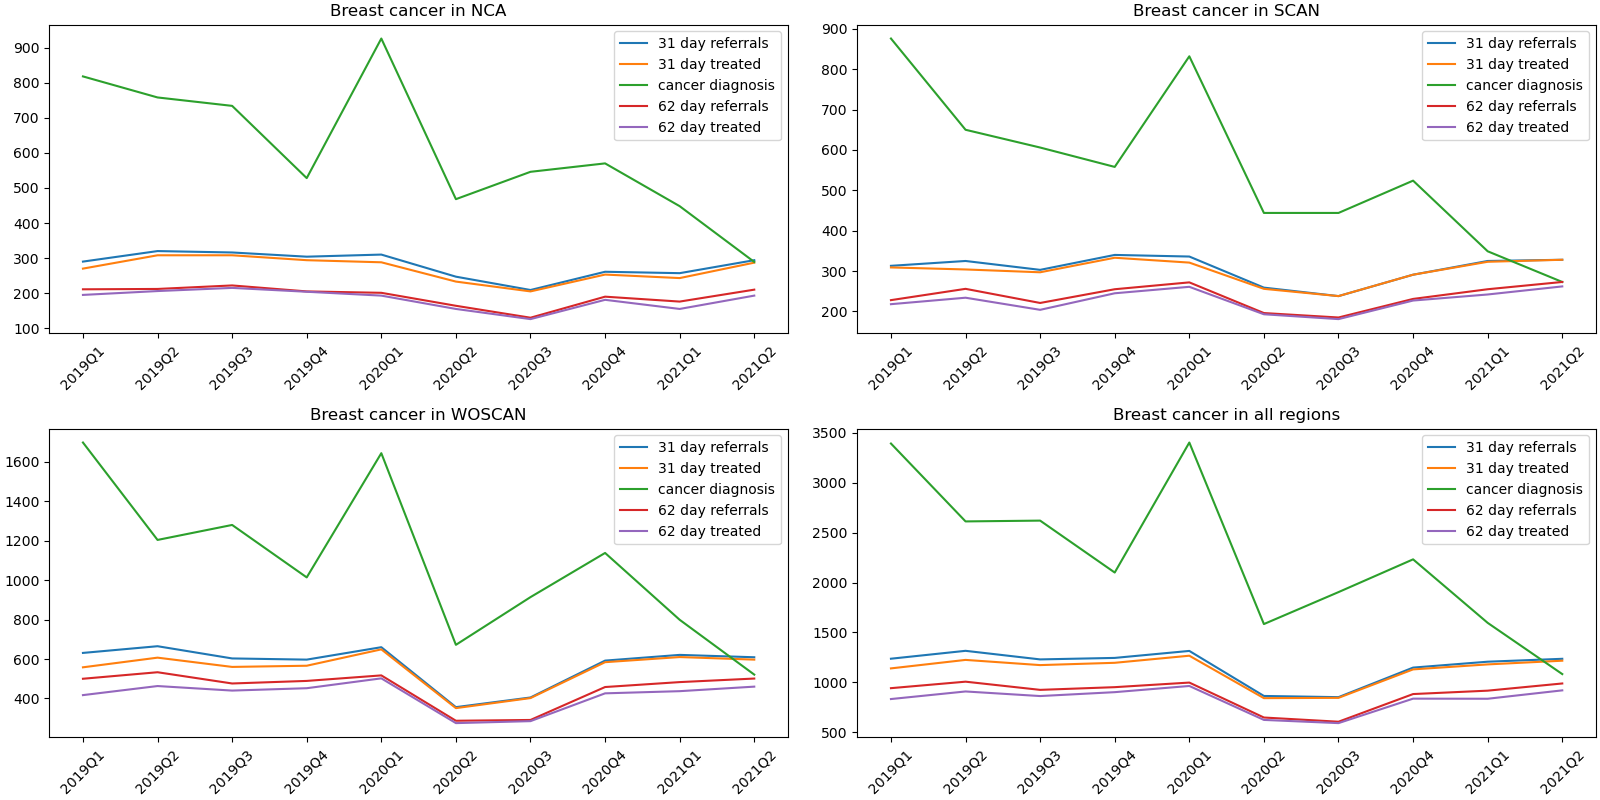 Breast cancer in NCA
900
800
700
600
500
400
300
200
100
31 day referrals
31 day treated
cancer diagnosis
62 day referrals
62 day treated
2019Q1 2019Q2 2019Q3 2019Q4 2020Q1 2020Q2 2020Q3 2020Q4 2021Q1 2021Q2
Breast cancer in SCAN
900
800
700
600
500
400
300
200
31 day referrals
31 day treated
cancer diagnosis
62 day referrals
62 day treated
2019Q1 2019Q2 2019Q3 2019Q4 2020Q1 2020Q2 2020Q3 2020Q4 2021Q1 2021Q2
Breast cancer in WOSCAN
1600
1400
1200
1000
800
600
400
31 day referrals
31 day treated
cancer diagnosis
62 day referrals
62 day treated
2019Q1 2019Q2 2019Q3 2019Q4 2020Q1 2020Q2 2020Q3 2020Q4 2021Q1 2021Q2
Breast cancer in all regions
3500
3000
2500
2000
1500
1000
500
31 day referrals
31 day treated
cancer diagnosis
62 day referrals
62 day treated
2019Q1 2019Q2 2019Q3 2019Q4 2020Q1 2020Q2 2020Q3 2020Q4 2021Q1 2021Q2